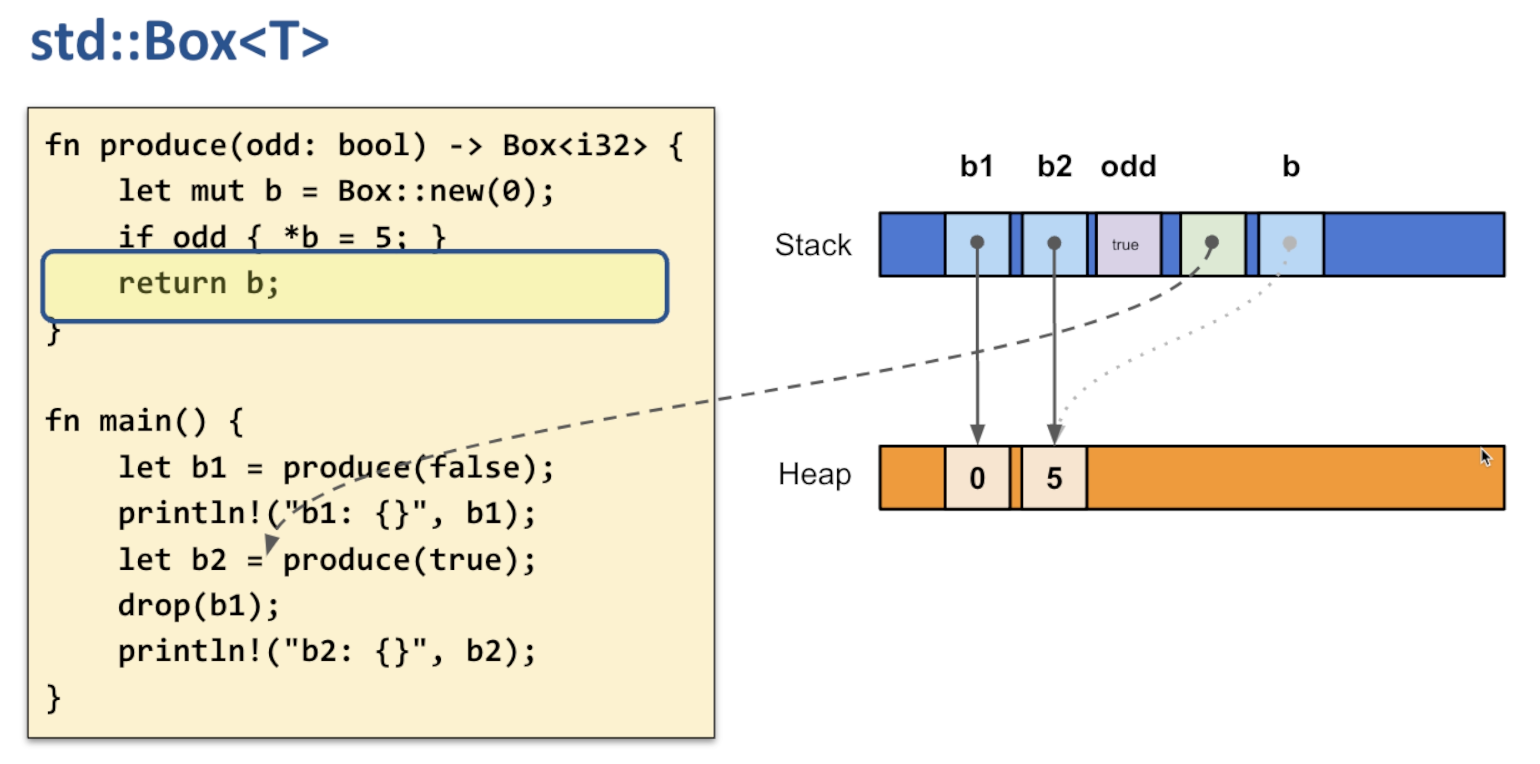 std::Box<T>
fn produce(odd: bool) -> Box<i32> {
let mut b = Box::new(0);
if odd { *b = 5; }
return b;
}
fn main() {
let b1 = produce(false);
println!("b1: {}", b1);
let b2 = produce(true);
drop(b1);
println!("b2: {}", b2);
}
b1 b2 odd b
Stack true
Heap 0 5